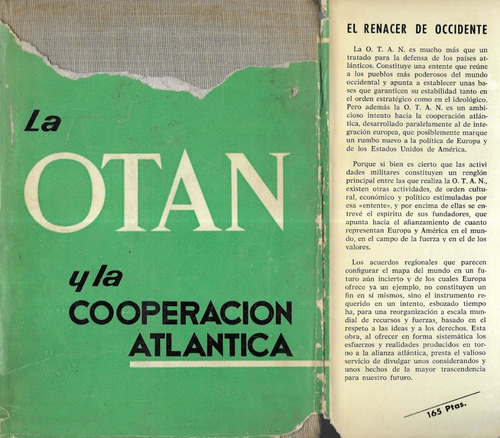 La
OTAN
y la
COOPERACION
ATLANTICA
EL RENACER DE OCCIDENTE
La O. T. A. N. es mucho más que un
tratado para la defensa de los países at-
lánticos. Constituye una entente que reúne
a los pueblos más poderosos del mundo
occidental y apunta a establecer unas ba-
ses que garanticen su estabilidad tanto en
el orden estratégico como en el ideológico.
Pero además la O. T. A. N. es un am-
bicioso intento hacia la cooperación atlán-
tica, desarrollado paralelamente al de inte-
gración europea, que posiblemente marque
un rumbo nuevo a la política de Europa y
de los Estados Unidos de América.
Porque si bien es cierto que las activi
dades militares constituyen un renglón
principal entre las que realiza la O. T. A. N.,
existen otras actividades, de orden cultu-
ral, económico y político estimuladas por
esa «entente», y por encima de ellas se en-
trevé el espíritu de sus fundadores, que
apunta hacia el afianzamiento de cuanto
representan Europa y América en el mun-
do, en el campo de la fuerza y en el de los
valores.
Los acuerdos regionales que parecen
configurar el mapa del mundo en un futu-
ro aún incierto y de los cuales Europa
ofrece ya un ejemplo, no constituyen un
fin en sí mismos, sino el instrumento re-
querido en un intento, esbozado tiempo
ha, para una reorganización a escala mun-
dial de recursos y fuerzas, basado en el
respeto a las ideas y a los derechos. Esta
obra, al ofrecer en forma sistemática los
esfuerzos y realidades producidos en tor-
no a la alianza atlántica, presta el valioso
servicio de divulgar unos considerandos y
unos hechos de la mayor trascendencia
para nuestro futuro.
165 Ptas.